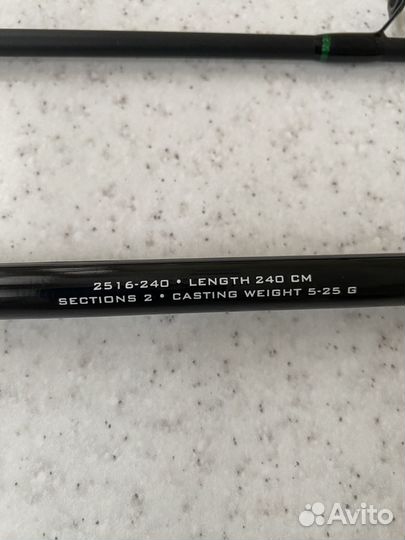 2516-240 • LENGTH 240 CM
SECTIONS 2 • CASTING WEIGHT 5-25 G
Avito